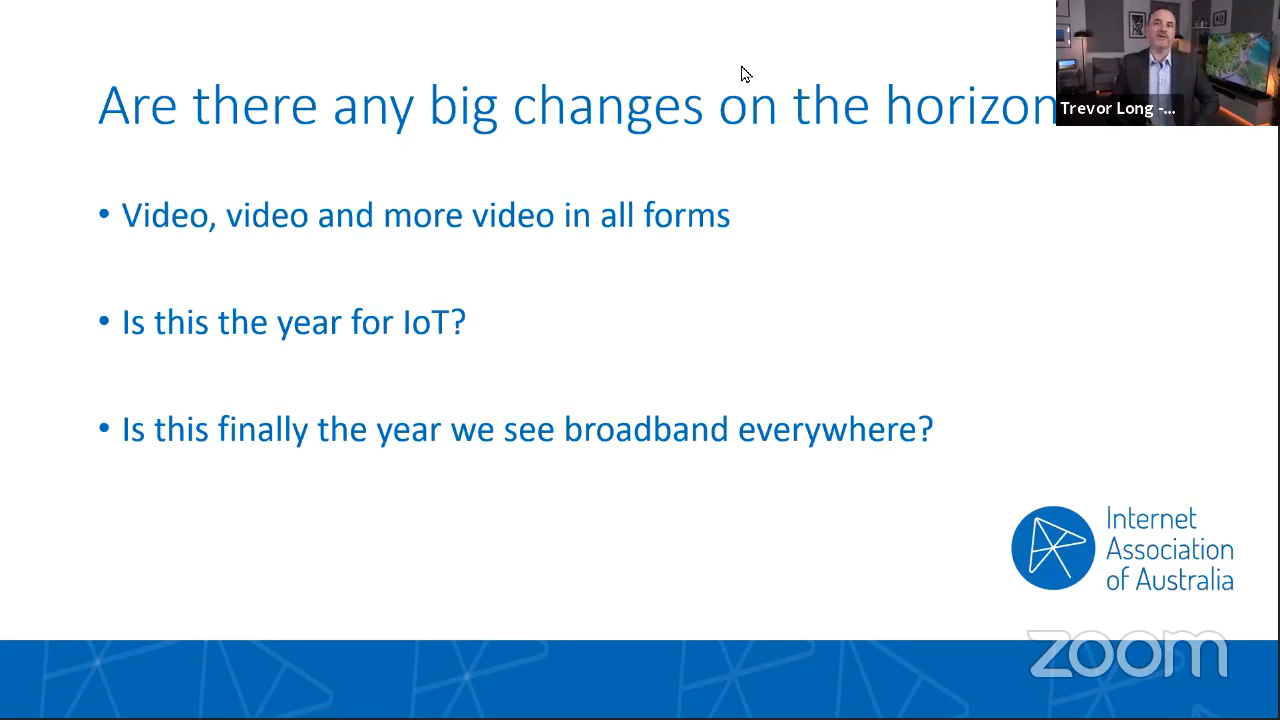 Are there any big changes on the horizon
Trevor Long -...
• Video, video and more video in all forms
• Is this the year for IoT?
• Is this finally the year we see broadband everywhere?
Internet
Association
of Australia
zoom